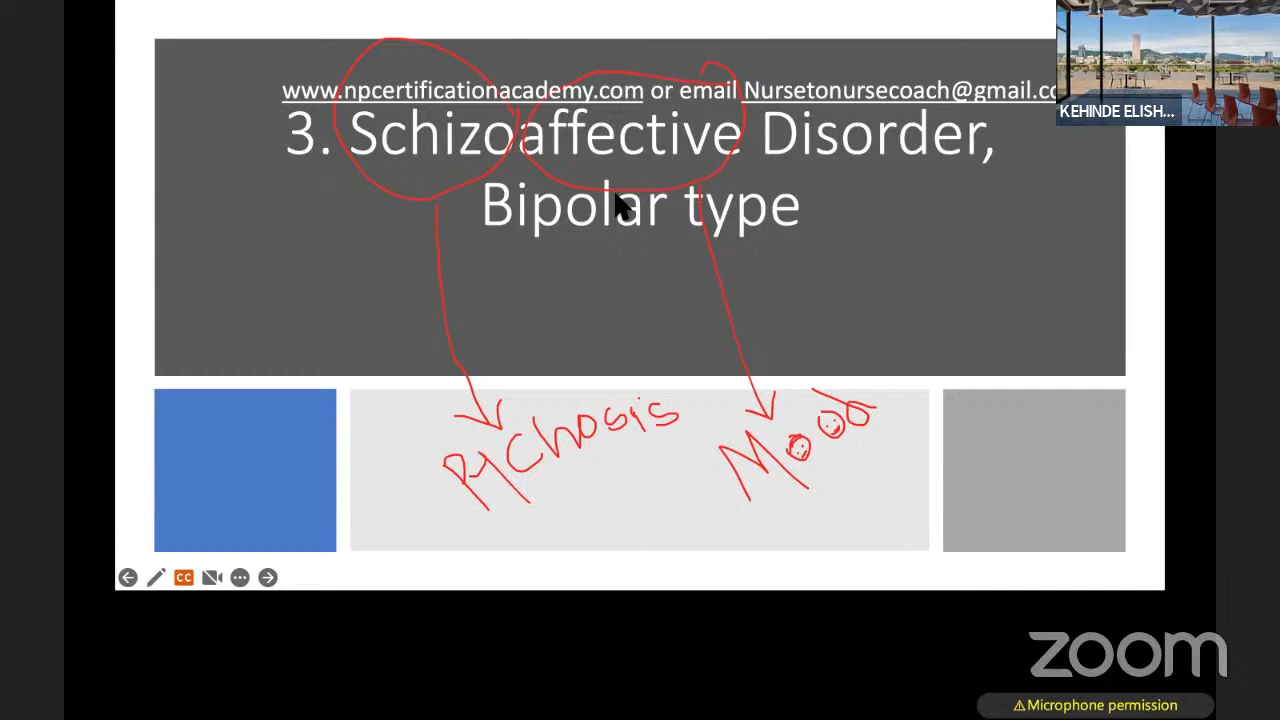 www.npcertificationacademy.com or email Nursetonursecoach@gmail.co
3. Schizoaffective Disorder,
Bipolar type
KEHINDE ELISH...
PyChosis
Mood
CC
zoom
Microphone permission